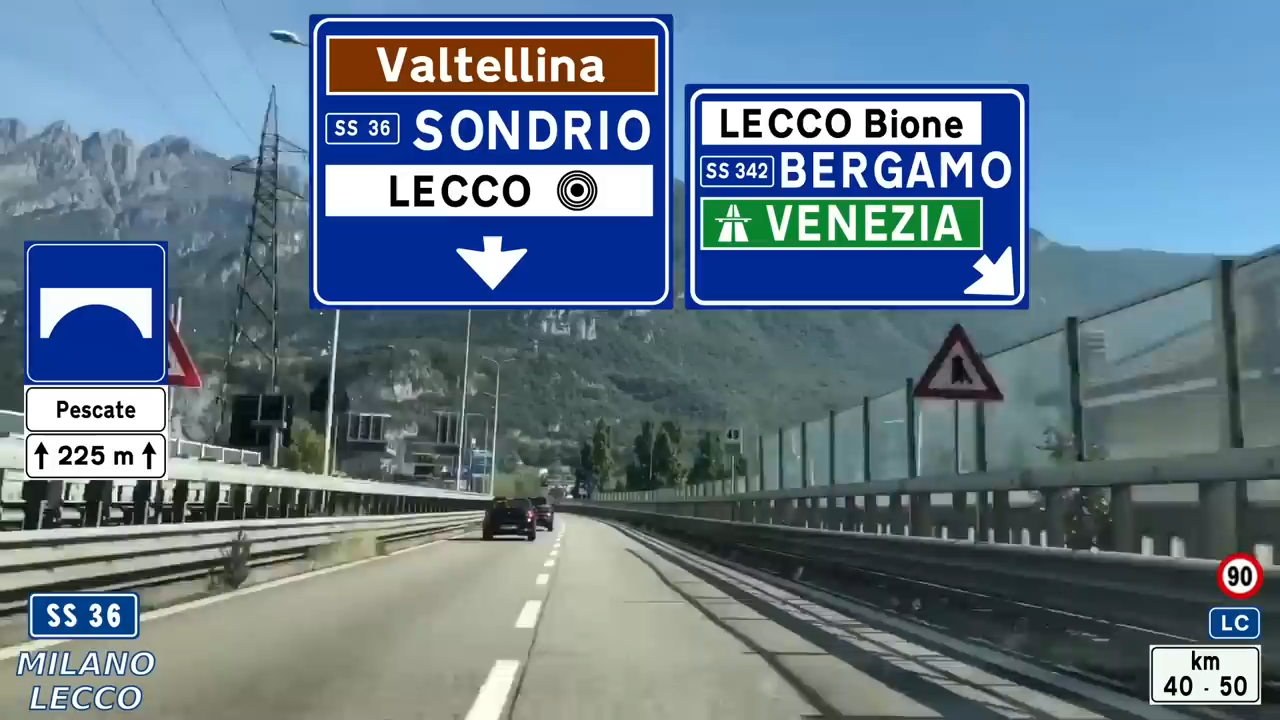 Valtellina
SS 36 SONDRIO
LECCO
LECCO Bione
SS 342 BERGAMO
VENEZIA
Pescate
225 m
SS 36
MILANO
LECCO
90
LC
km
40 - 50